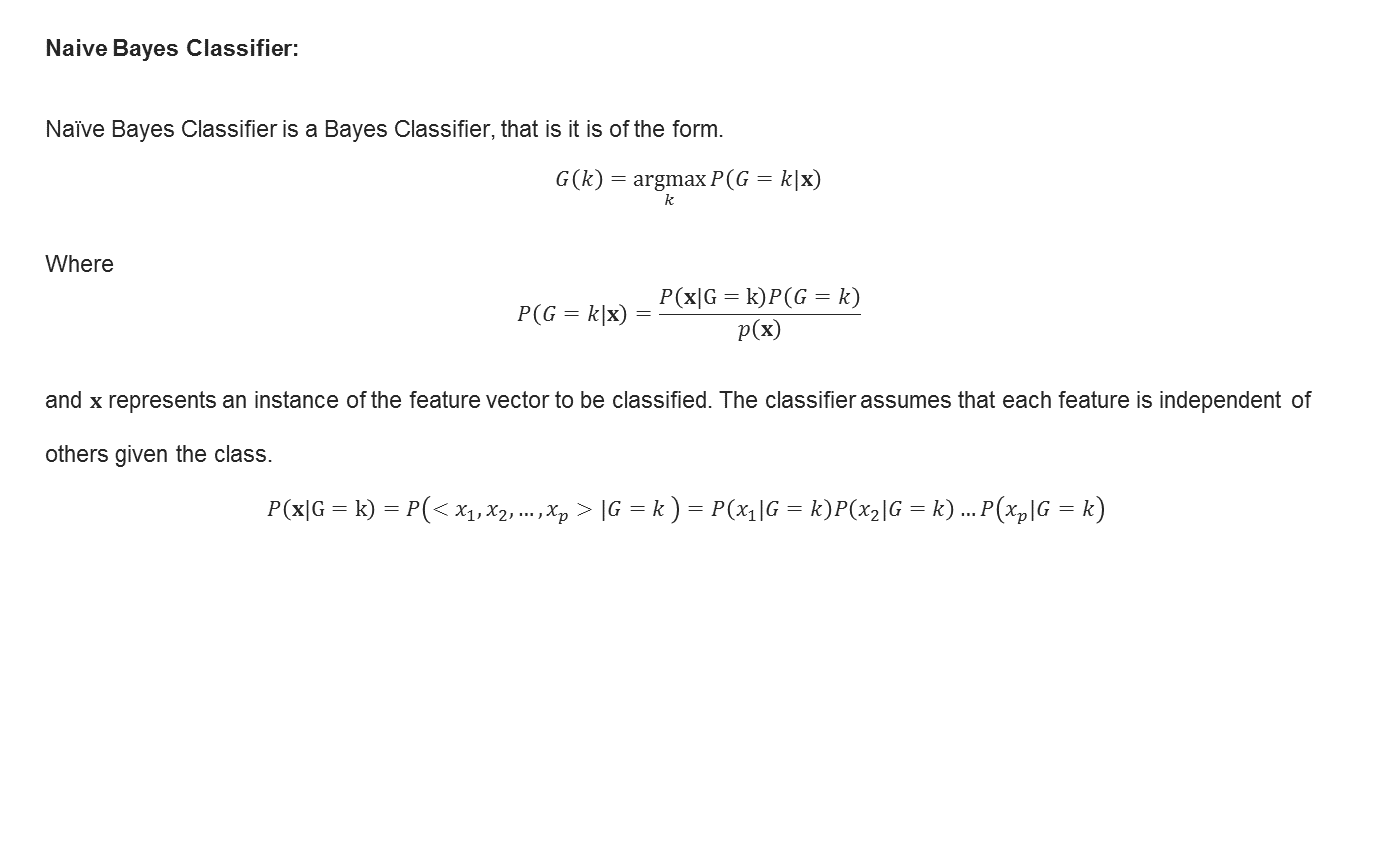 Naive Bayes Classifier:
Naïve Bayes Classifier is a Bayes Classifier, that is it is of the form.
G(k) = argmax P(G = k|x)
k
Where
P(G = k|x) = P(x|G = k)P(G = k)
p(x)
and x represents an instance of the feature vector to be classified. The classifier assumes that each feature is independent of
others given the class.
P(x|G = k) = P(< x₁, x₂, … , xₚ > |G = k ) = P(x₁|G = k)P(x₂|G = k) … P(xₚ|G = k)